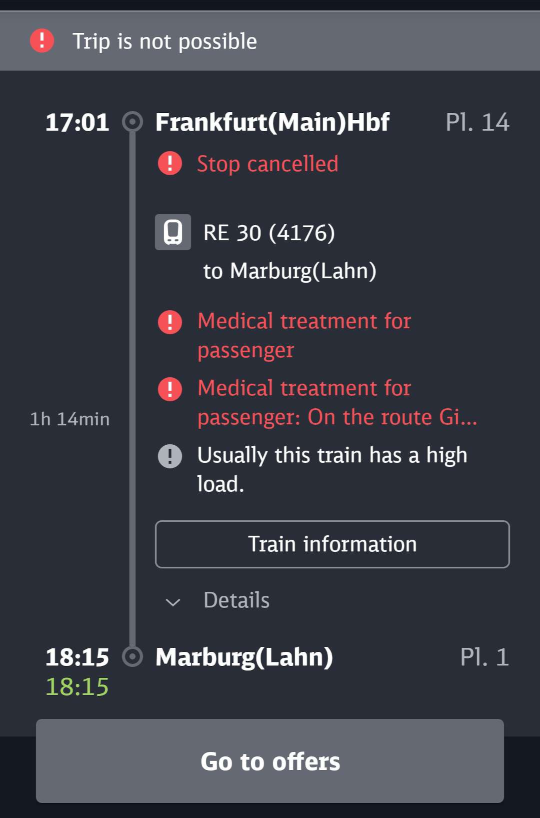 Trip is not possible
17:01 Frankfurt(Main)Hbf Pl. 14
Stop cancelled
RE 30 (4176)
to Marburg(Lahn)
Medical treatment for
passenger
Medical treatment for
1h 14min passenger: On the route Gi...
Usually this train has a high
load.
Train information
Details
18:15 Marburg(Lahn) Pl. 1
18:15
Go to offers